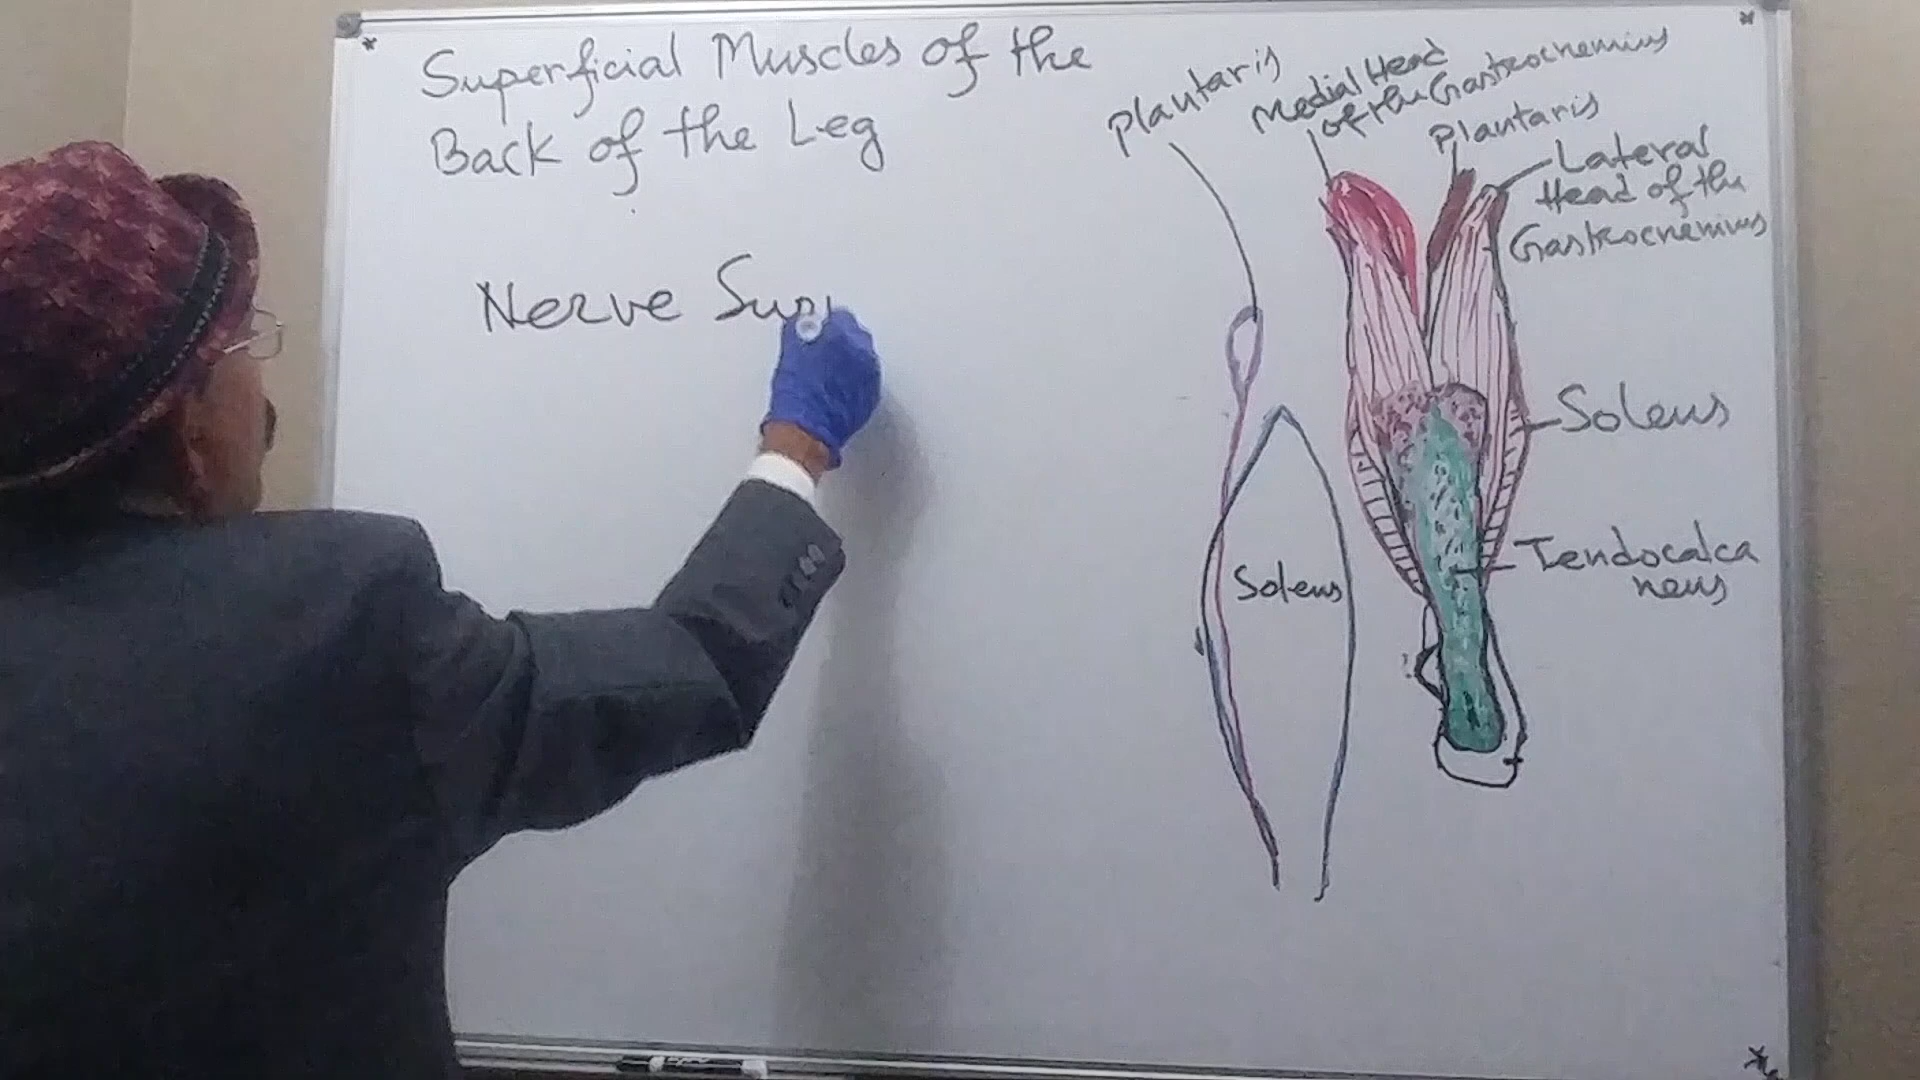 Superficial Muscles of the
Back of the Leg
Nerve Sup
Plantaris
Medial Head
of the Gastrocnemius
Plantaris
Lateral
Head of the
Gastrocnemius
Soleus
Tendocalca
neus
Soleus